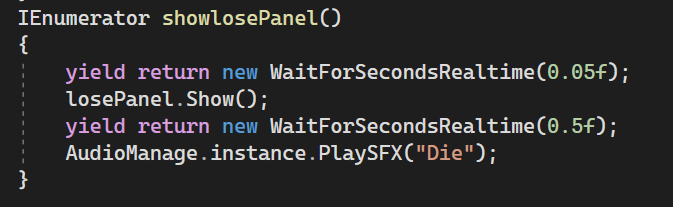 IEnumerator showlosePanel()
{
    yield return new WaitForSecondsRealtime(0.05f);
    losePanel.Show();
    yield return new WaitForSecondsRealtime(0.5f);
    AudioManage.instance.PlaySFX("Die");
}